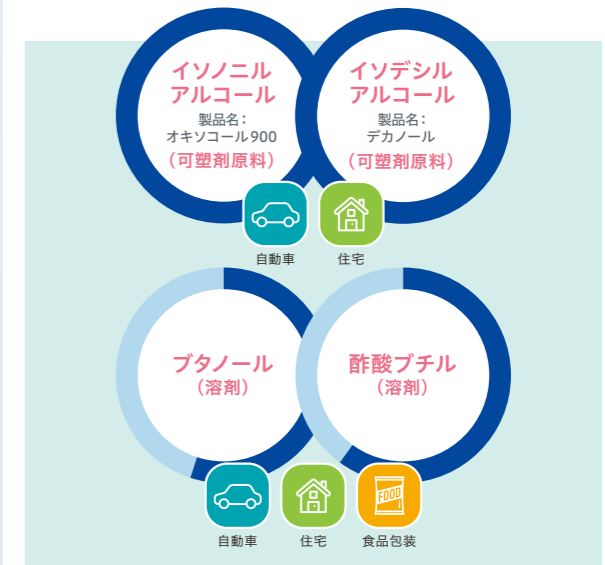 イソノニル
アルコール
製品名：
オキソコール900
（可塑剤原料）
イソデシル
アルコール
製品名：
デカノール
（可塑剤原料）
自動車
住宅
ブタノール
（溶剤）
酢酸ブチル
（溶剤）
FOOD
自動車
住宅
食品包装